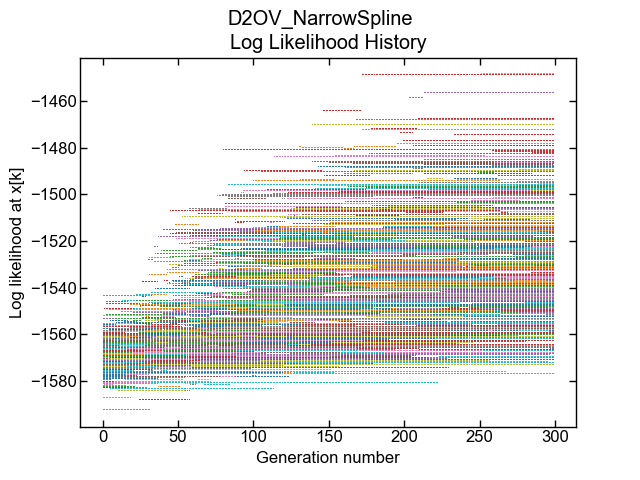 D2OV_NarrowSpline
Log Likelihood History
Log likelihood at x[k]
−1460
−1480
−1500
−1520
−1540
−1560
−1580
0 50 100 150 200 250 300
Generation number